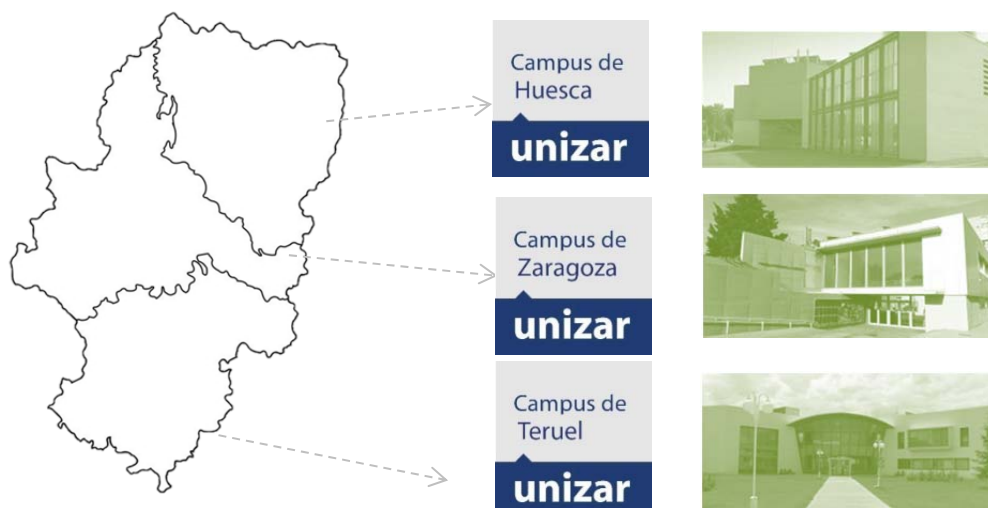 Campus de
Huesca
unizar
Campus de
Zaragoza
unizar
Campus de
Teruel
unizar